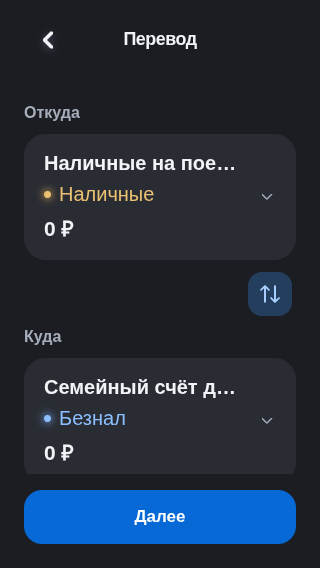 Перевод
Откуда
Наличные на пое…
Наличные
0 ₽
Куда
Семейный счёт д…
Безнал
0 ₽
Далее